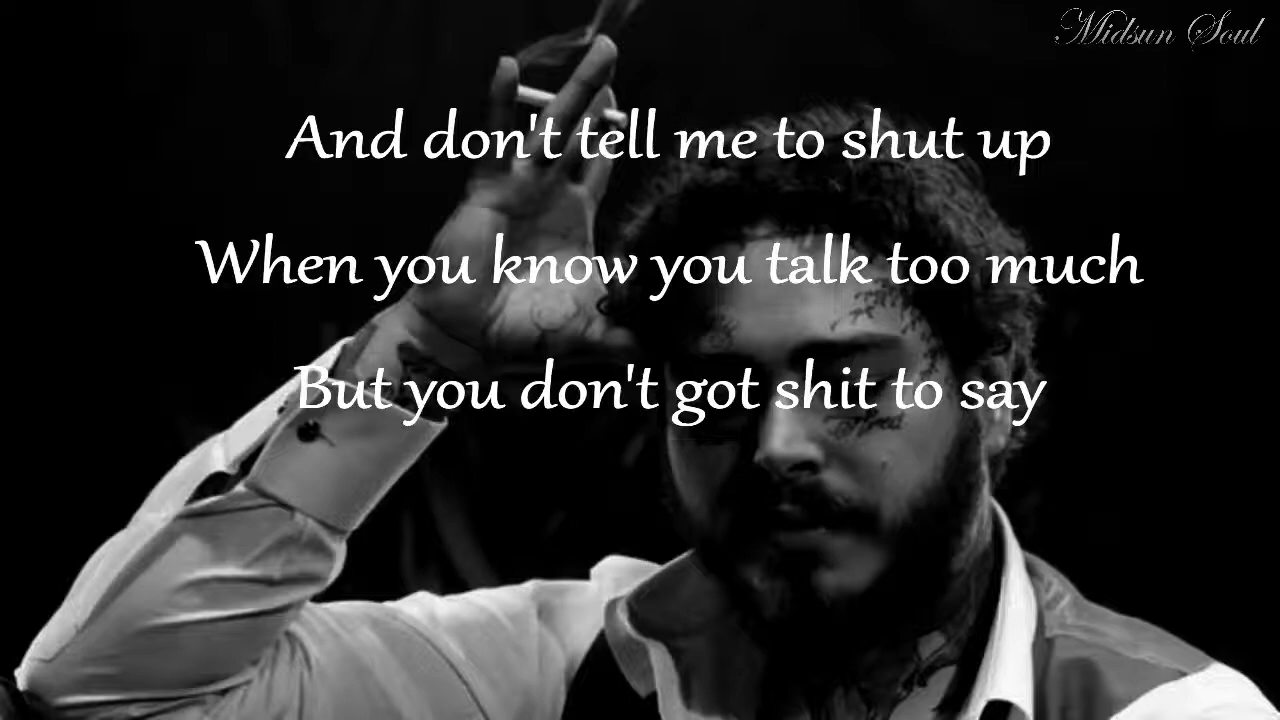 Midsun Soul
And don't tell me to shut up
When you know you talk too much
But you don't got shit to say